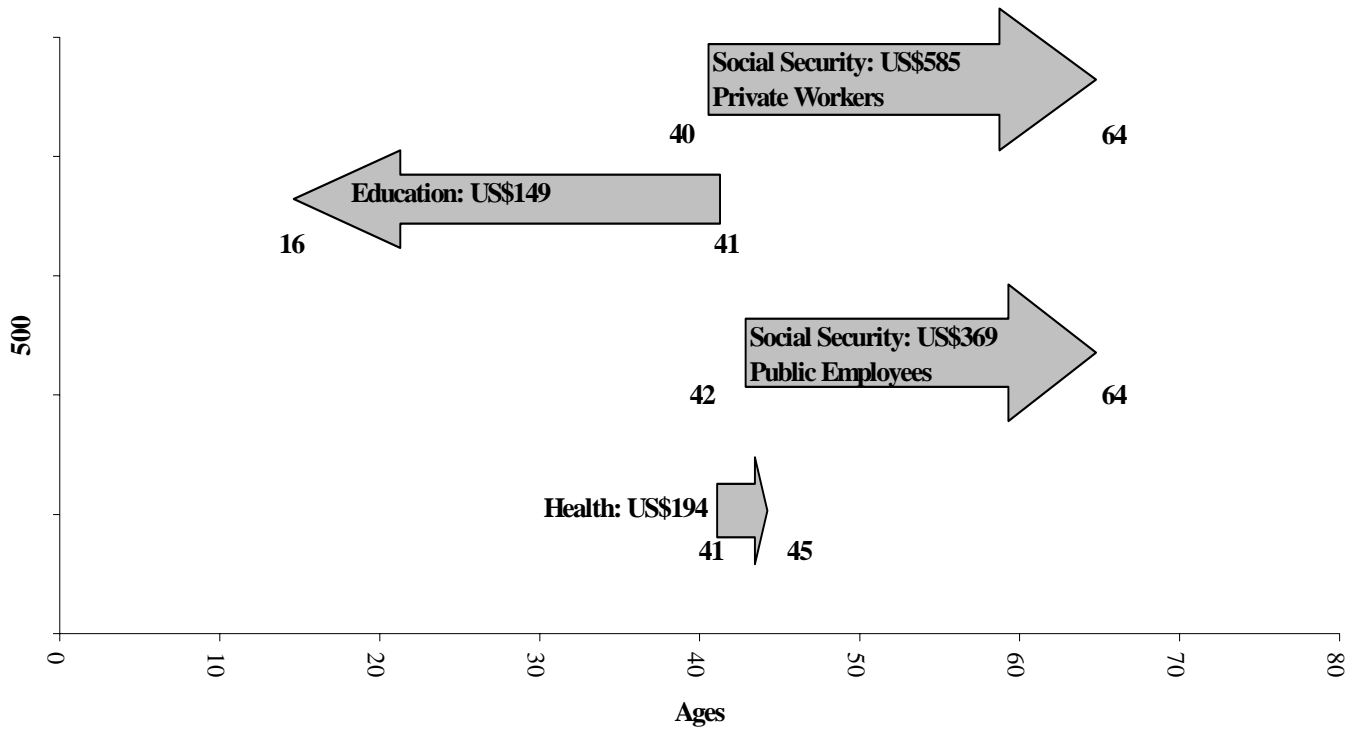 Social Security: US$585
Private Workers
40
64
Education: US$149
16
41
500
Social Security: US$369
Public Employees
42
64
Health: US$194
41
45
0
10
20
30
40
50
60
70
80
Ages